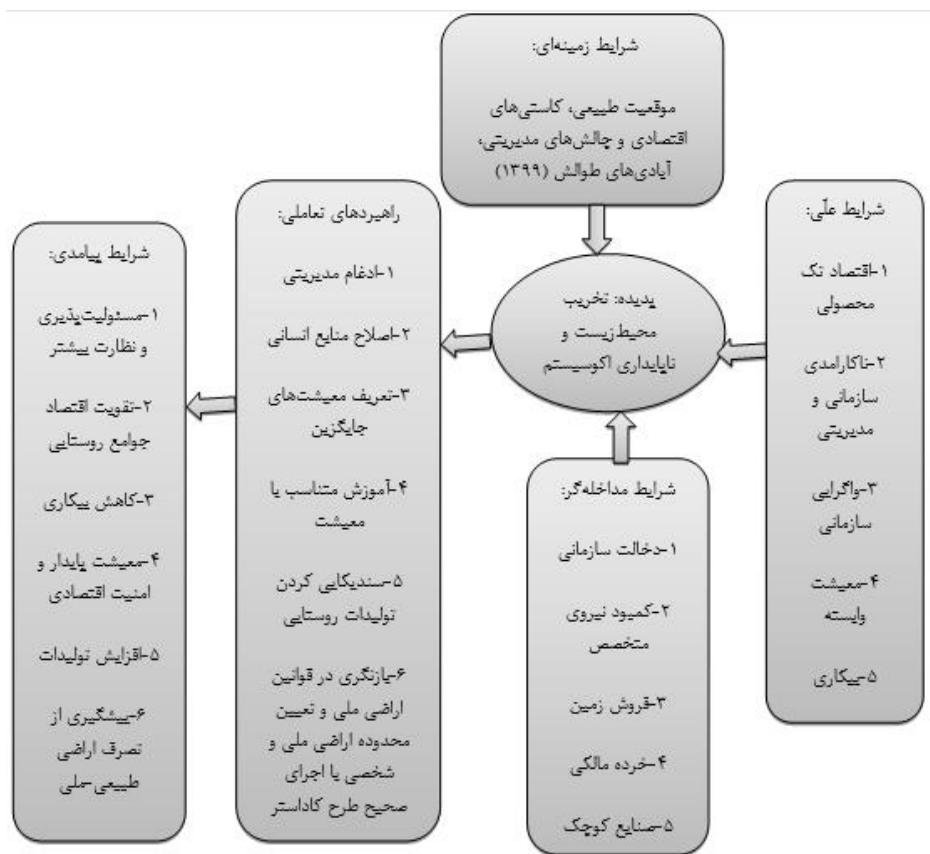 شرایط زمینه‌ای:
موقعیت طبیعی، کاستی‌های
اقتصادی و چالش‌های مدیریتی،
آبادی‌های طوالش (۱۳۹۹)
شرایط علّی:
۱-اقتصاد تک
محصولی
۲-ناکارامدی
سازمانی و
مدیریتی
۳-واگرایی
سازمانی
۴-معیشت
وابسته
۵-بیکاری
پدیده: تخریب
محیط‌زیست و
ناپایداری اکوسیستم
شرایط مداخله‌گر:
۱-دخالت سازمانی
۲-کمبود نیروی
متخصص
۳-فروش زمین
۴-خرده مالکی
۵-صنایع کوچک
راهبردهای تعاملی:
۱-ادغام مدیریتی
۲-اصلاح منابع انسانی
۳-تعریف معیشت‌های
جایگزین
۴-آموزش متناسب با
معیشت
۵-سندیکایی کردن
تولیدات روستایی
۶-بازنگری در قوانین
اراضی ملی و تعیین
محدوده اراضی ملی و
شخصی با اجرای
صحیح طرح کاداستر
شرایط پیامدی:
۱-مسئولیت‌پذیری
و نظارت بیشتر
۲-تقویت اقتصاد
جوامع روستایی
۳-کاهش بیکاری
۴-معیشت پایدار و
امنیت اقتصادی
۵-افزایش تولیدات
۶-پیشگیری از
تصرف اراضی
طبیعی-ملی